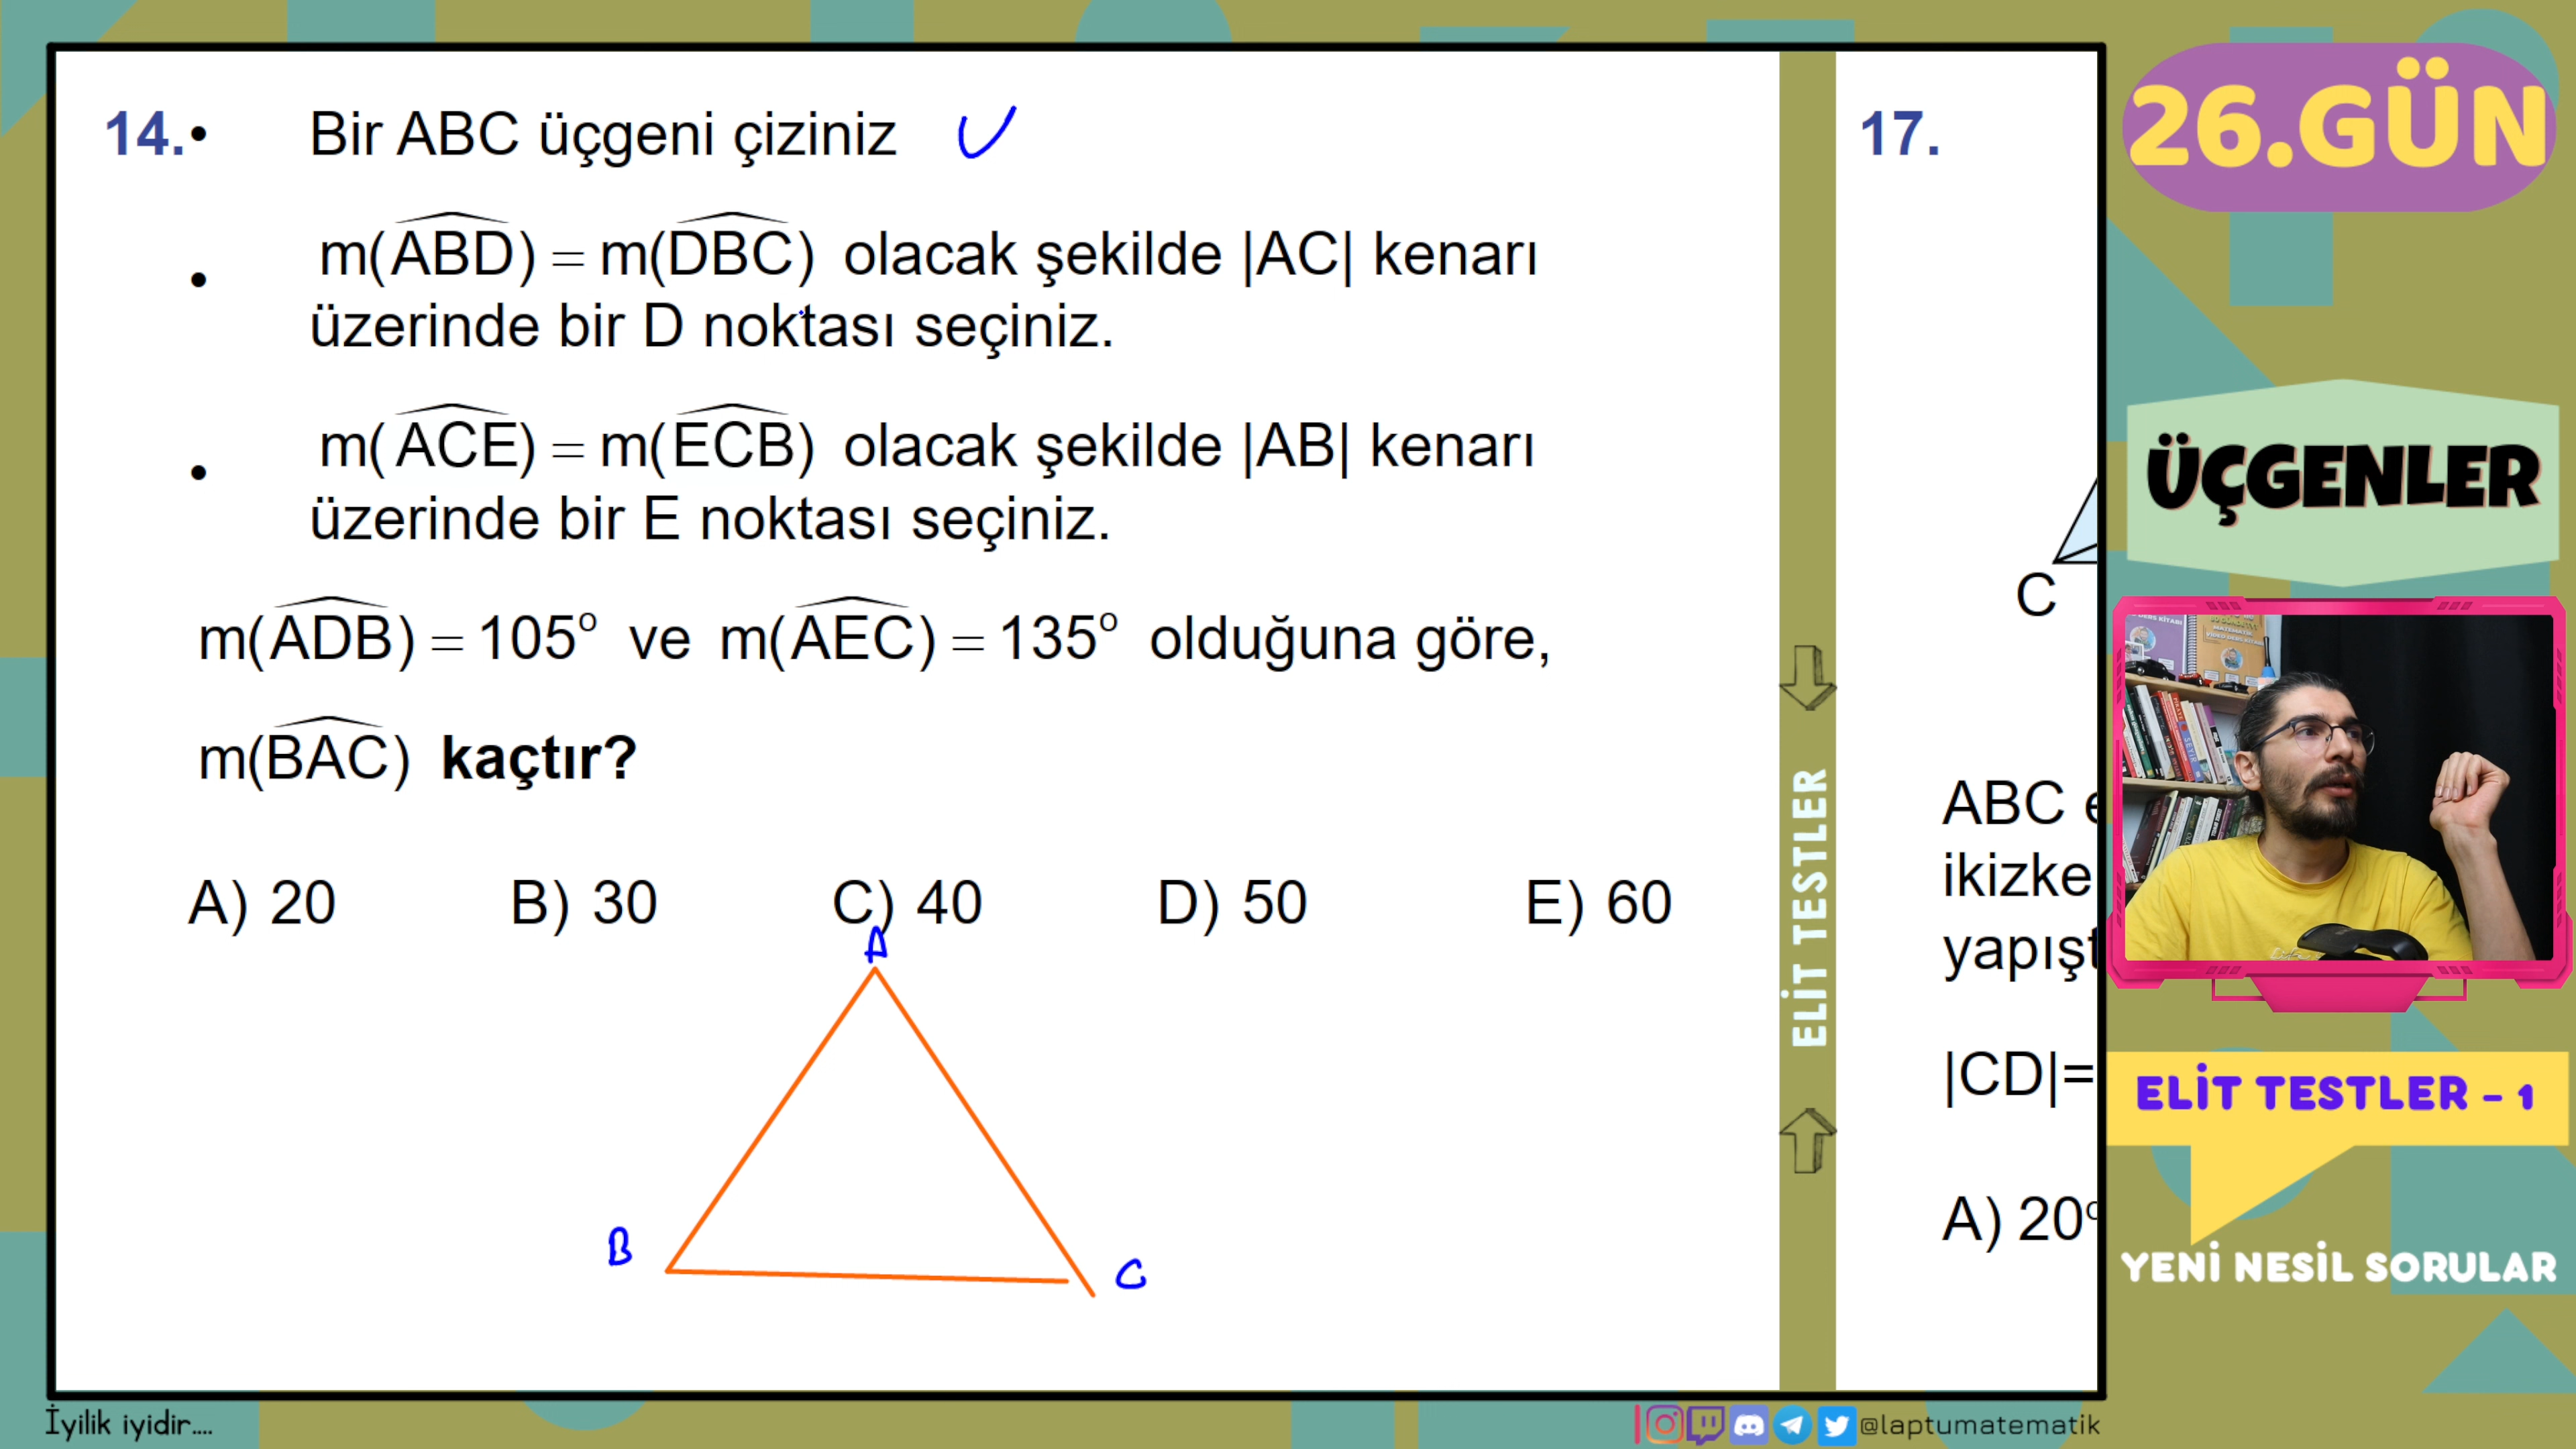 14.• Bir ABC üçgeni çiziniz
• m(ABD) = m(DBC) olacak şekilde |AC| kenarı
üzerinde bir D noktası seçiniz.
• m(ACE) = m(ECB) olacak şekilde |AB| kenarı
üzerinde bir E noktası seçiniz.
m(ADB) = 105° ve m(AEC) = 135° olduğuna göre,
m(BAC) kaçtır?
A) 20 B) 30 C) 40 D) 50 E) 60
A
B
C
ELİT TESTLER
17.
C
ABC e
ikizke
yapışt
|CD|=
A) 20°
26.GÜN
ÜÇGENLER
ELİT TESTLER - 1
YENİ NESİL SORULAR
İyilik iyidir....
@laptumatematik